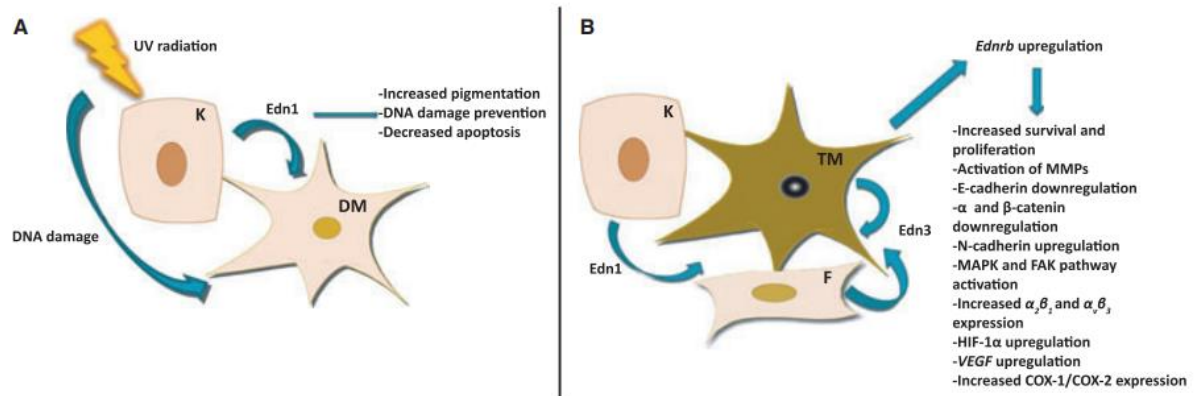 A
UV radiation
K
Edn1
-Increased pigmentation
-DNA damage prevention
-Decreased apoptosis
DM
DNA damage
B
Ednrb upregulation
K
TM
Edn3
Edn1
F
-Increased survival and
proliferation
-Activation of MMPs
-E-cadherin downregulation
-α and β-catenin
downregulation
-N-cadherin upregulation
-MAPK and FAK pathway
activation
-Increased α₂β₁ and αᵥβ₃
expression
-HIF-1α upregulation
-VEGF upregulation
-Increased COX-1/COX-2 expression